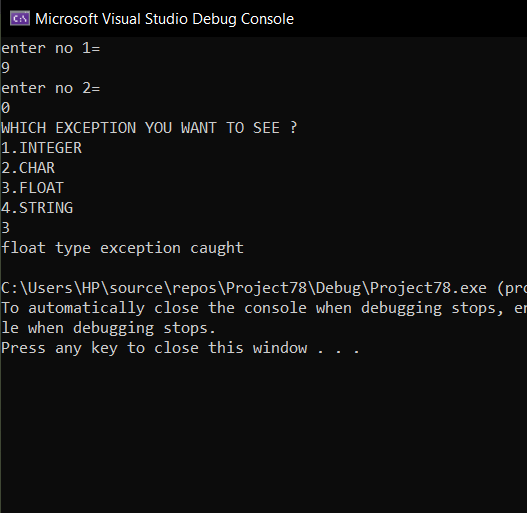 C:\ Microsoft Visual Studio Debug Console
enter no 1=
9
enter no 2=
0
WHICH EXCEPTION YOU WANT TO SEE ?
1.INTEGER
2.CHAR
3.FLOAT
4.STRING
3
float type exception caught
C:\Users\HP\source\repos\Project78\Debug\Project78.exe (pro
To automatically close the console when debugging stops, en
le when debugging stops.
Press any key to close this window . . .